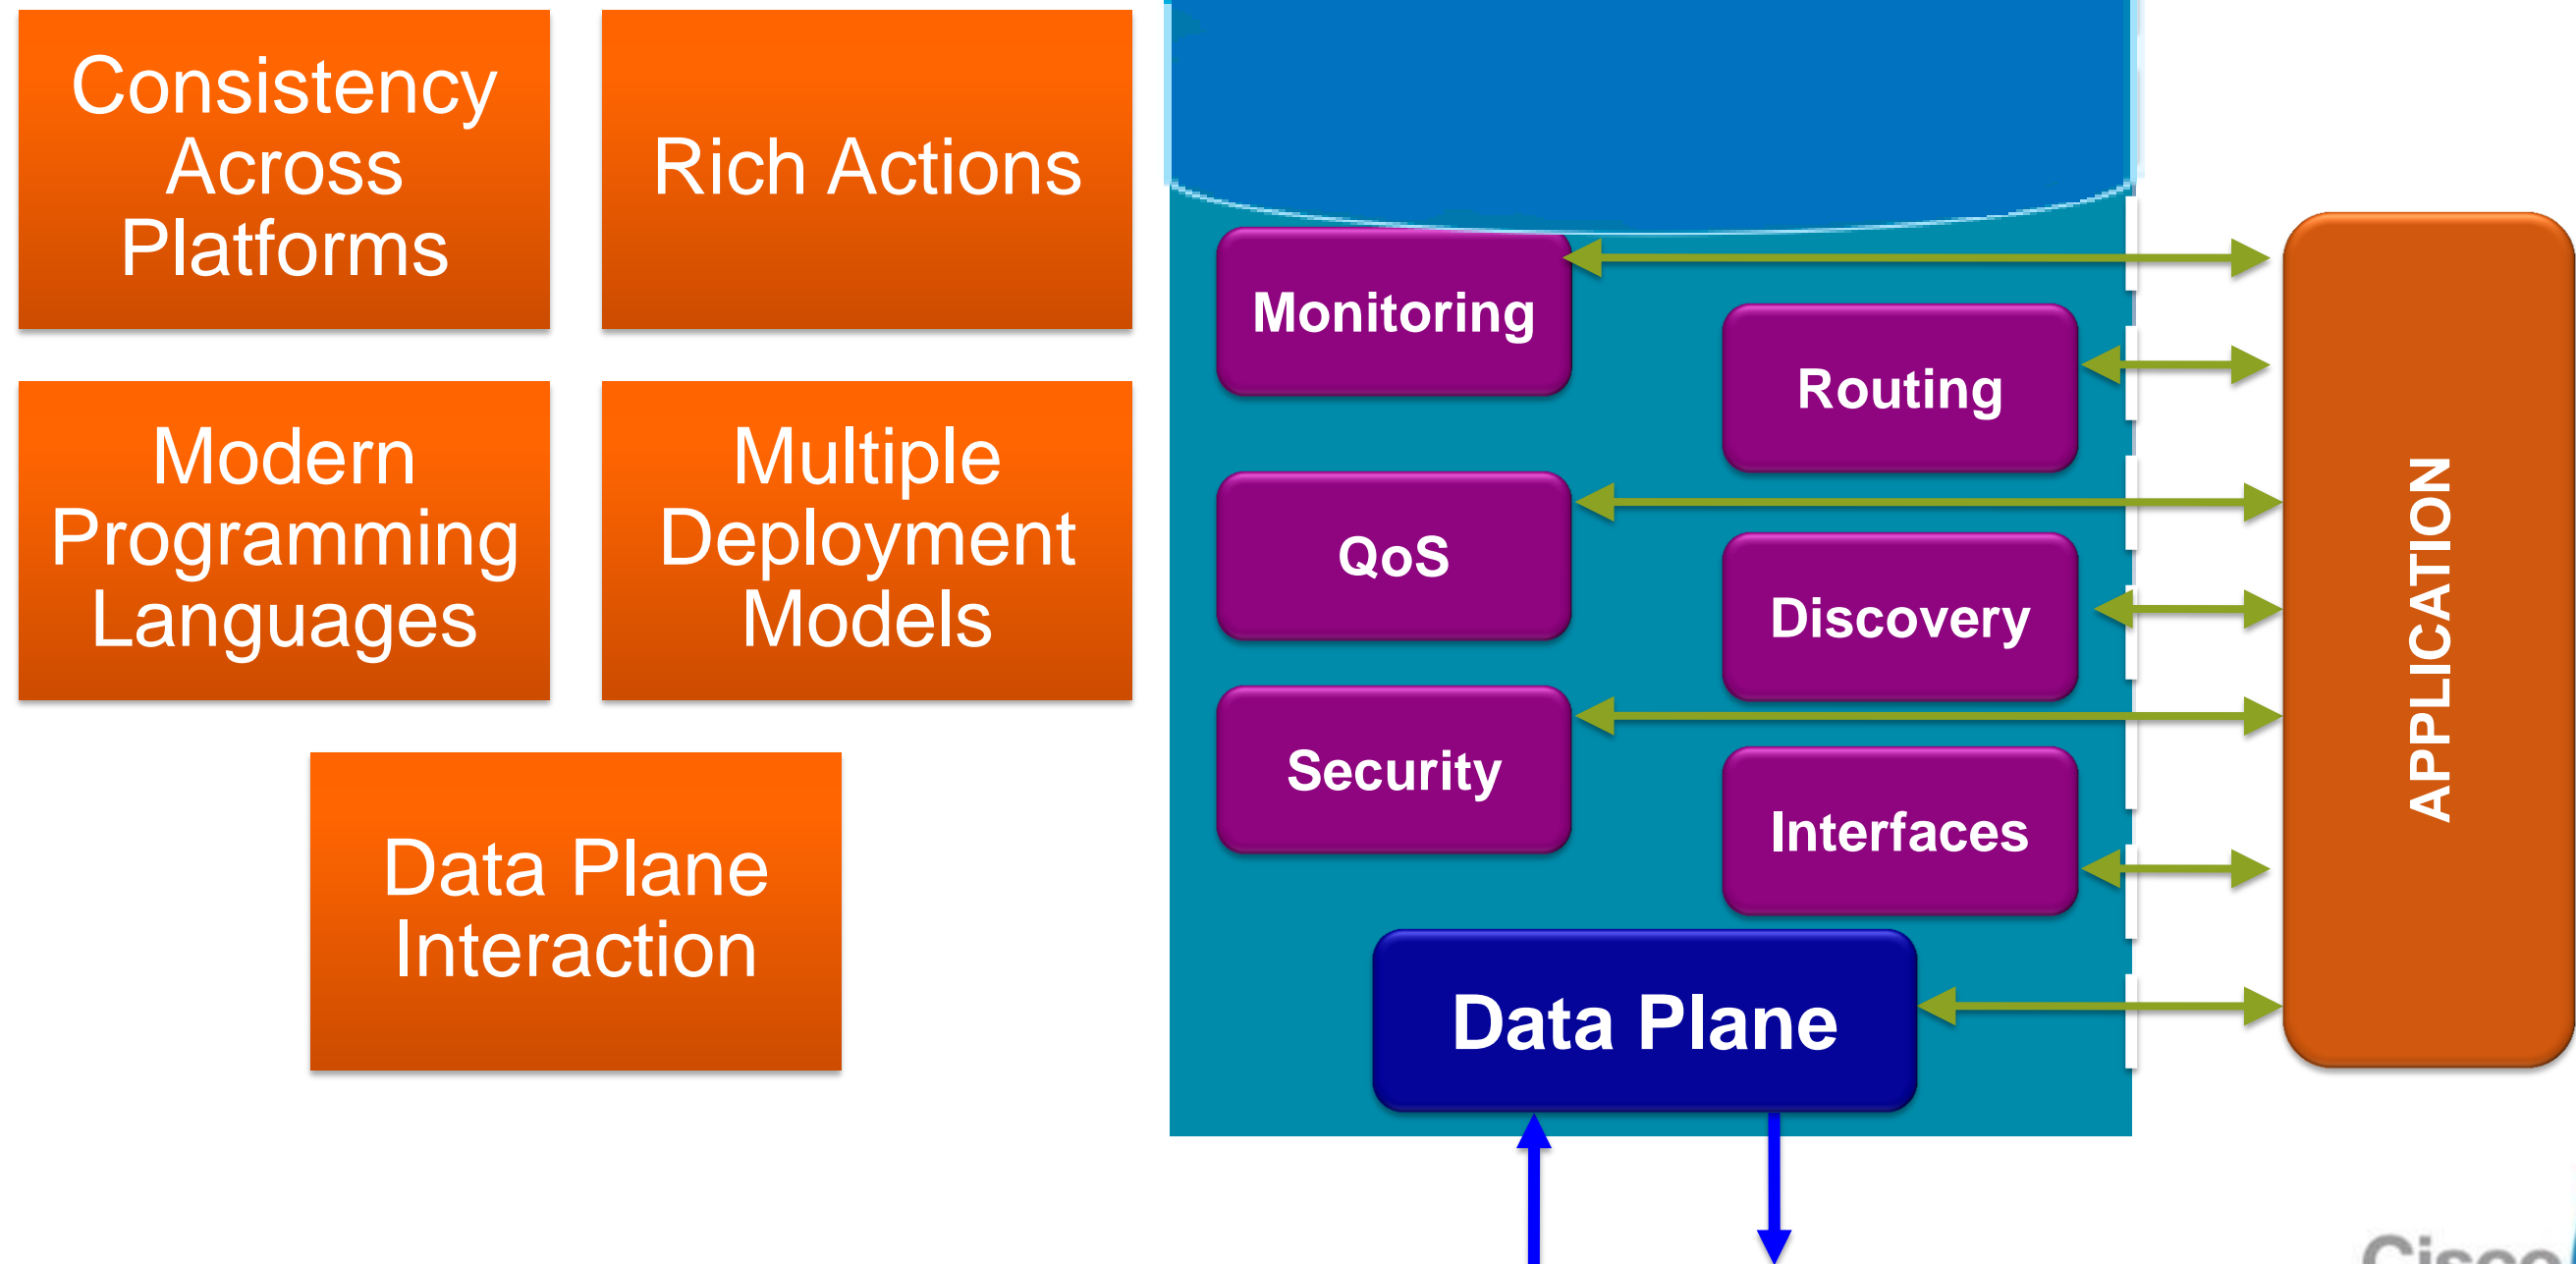 Consistency
Across
Platforms
Rich Actions
Modern
Programming
Languages
Multiple
Deployment
Models
Data Plane
Interaction
Monitoring
Routing
QoS
Discovery
Security
Interfaces
Data Plane
APPLICATION
Cisco